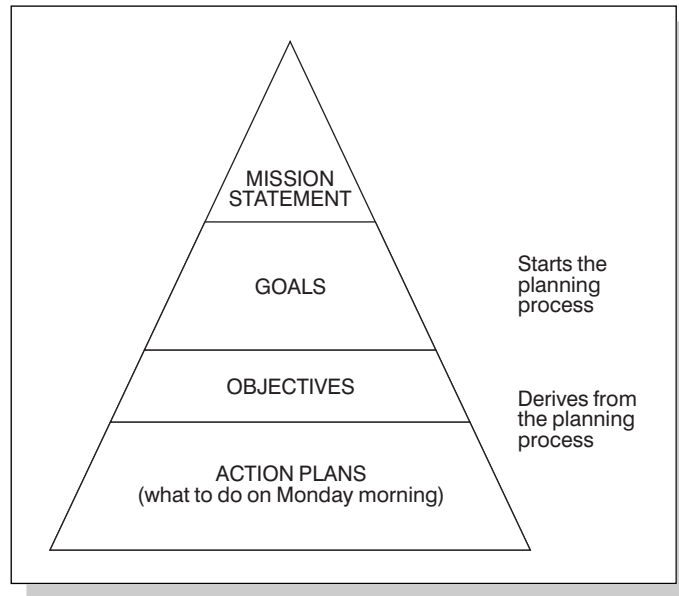 MISSION
STATEMENT
GOALS
Starts the
planning
process
OBJECTIVES
Derives from
the planning
process
ACTION PLANS
(what to do on Monday morning)